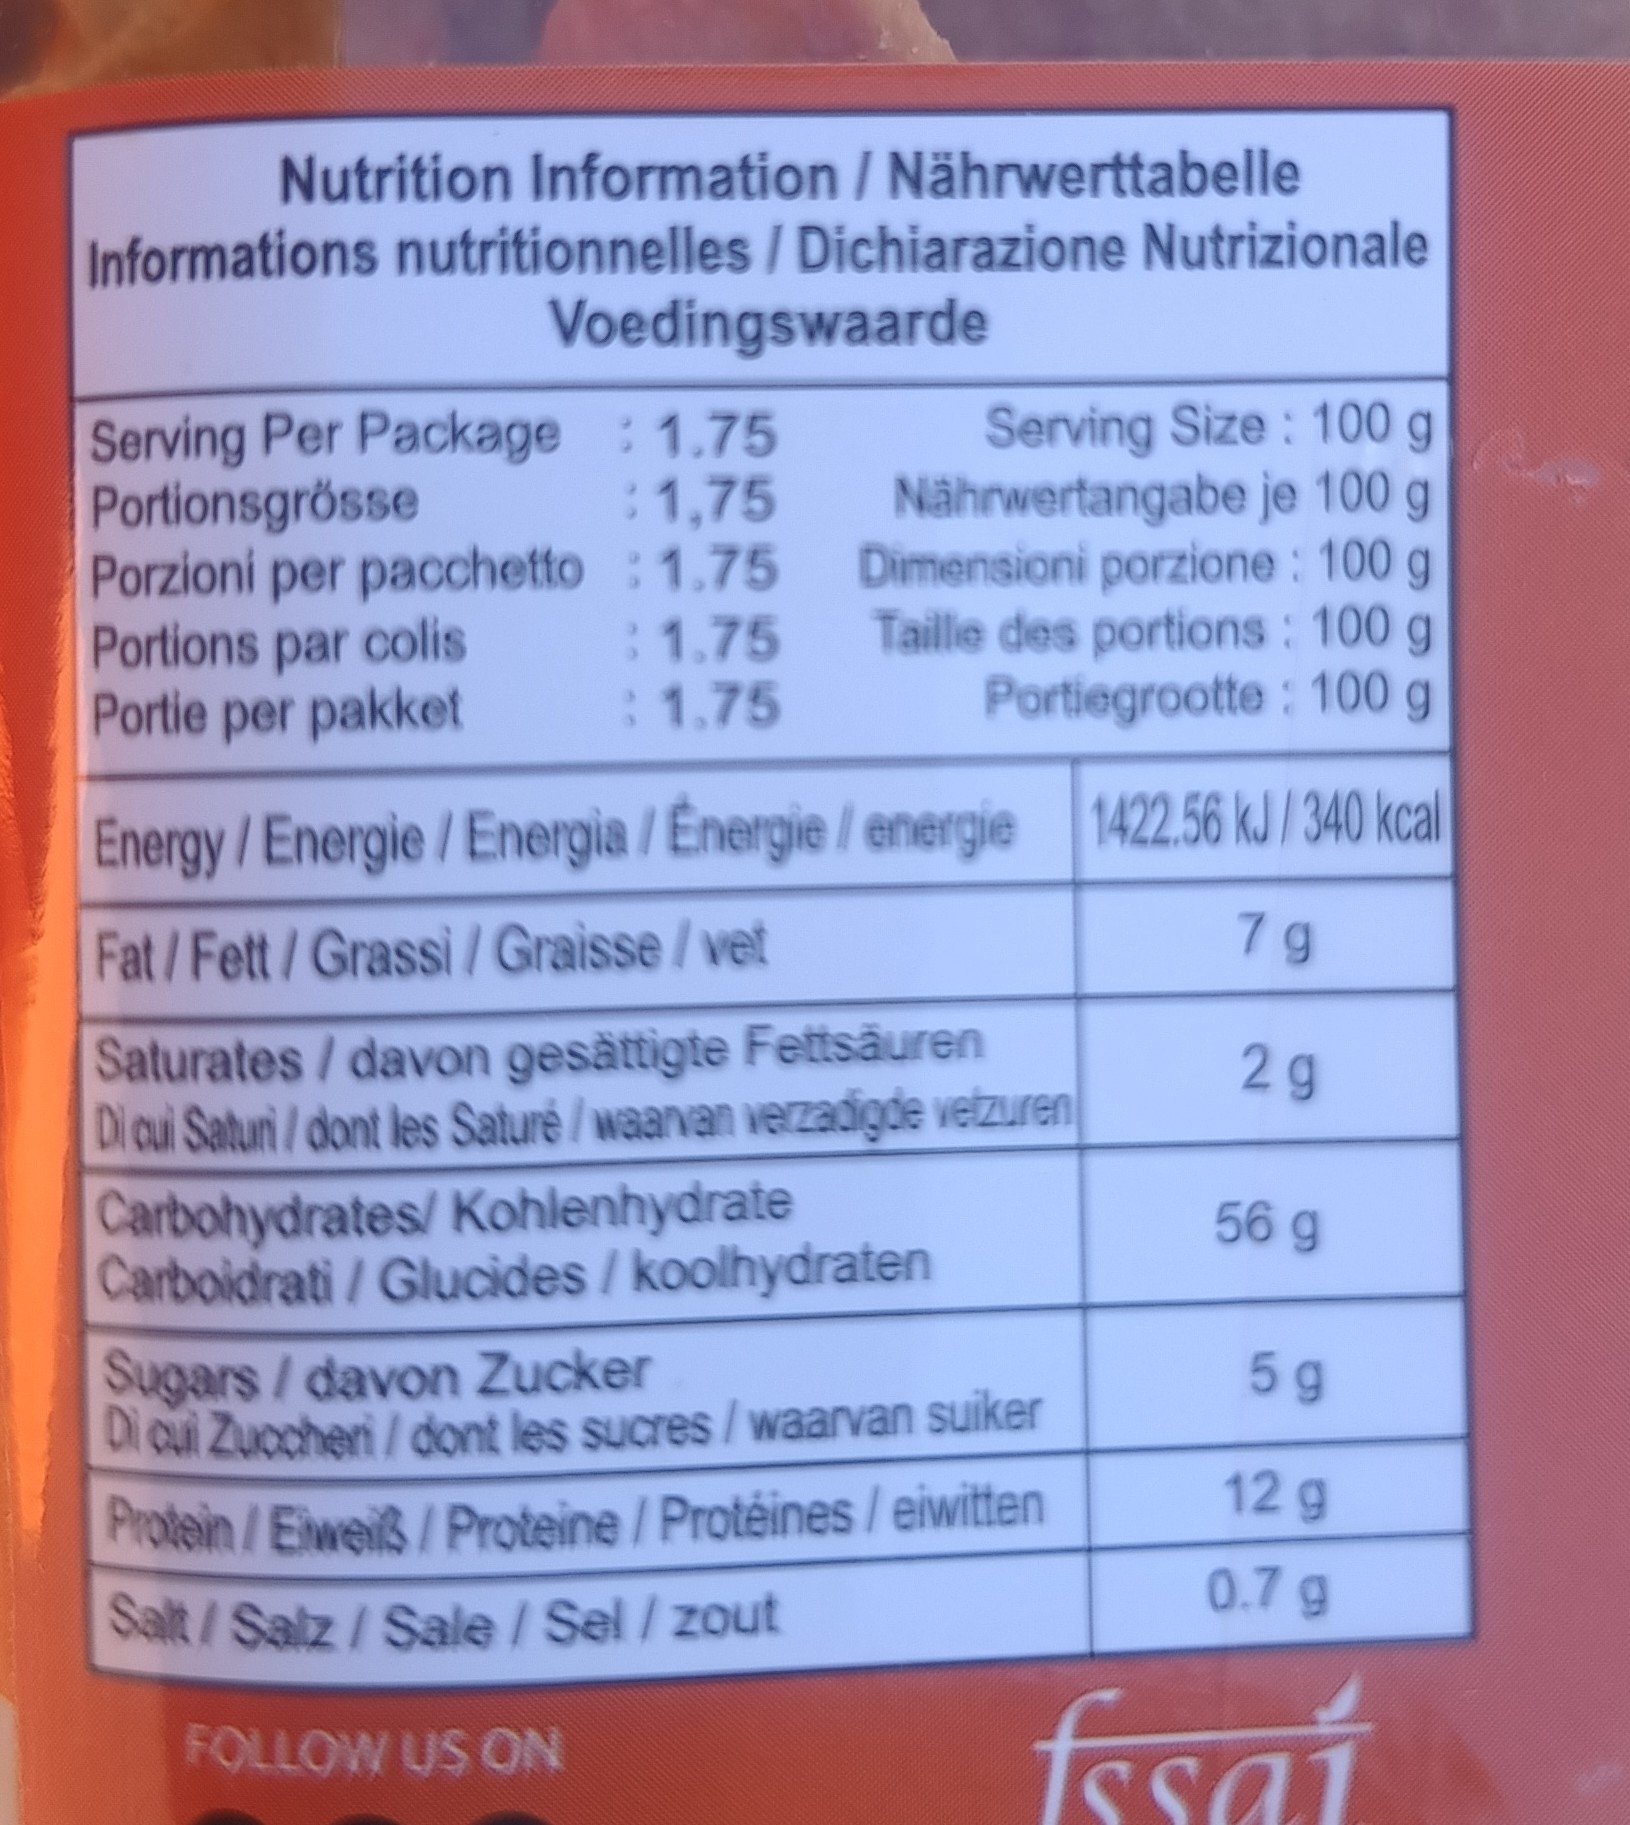 Nutrition Information / Nährwerttabelle
Informations nutritionnelles / Dichiarazione Nutrizionale
Voedingswaarde
Serving Per Package : 1.75 Serving Size : 100 g
Portionsgrösse : 1,75 Nährwertangabe je 100 g
Porzioni per pacchetto : 1.75 Dimensioni porzione : 100 g
Portions par colis : 1.75 Taille des portions : 100 g
Portie per pakket : 1.75 Portiegrootte : 100 g
Energy / Energie / Energia / Énergie / energie 1422.56 kJ / 340 kcal
Fat / Fett / Grassi / Graisse / vet 7 g
Saturates / davon gesättigte Fettsäuren 2 g
Di cui Saturi / dont les Saturé / waarvan verzadigde vetzuren
Carbohydrates/ Kohlenhydrate 56 g
Carboidrati / Glucides / koolhydraten
Sugars / davon Zucker 5 g
Di cui Zuccheri / dont les sucres / waarvan suiker
Protein / Eiweiß / Proteine / Protéines / eiwitten 12 g
Salt / Salz / Sale / Sel / zout 0.7 g
FOLLOW US ON
fssai